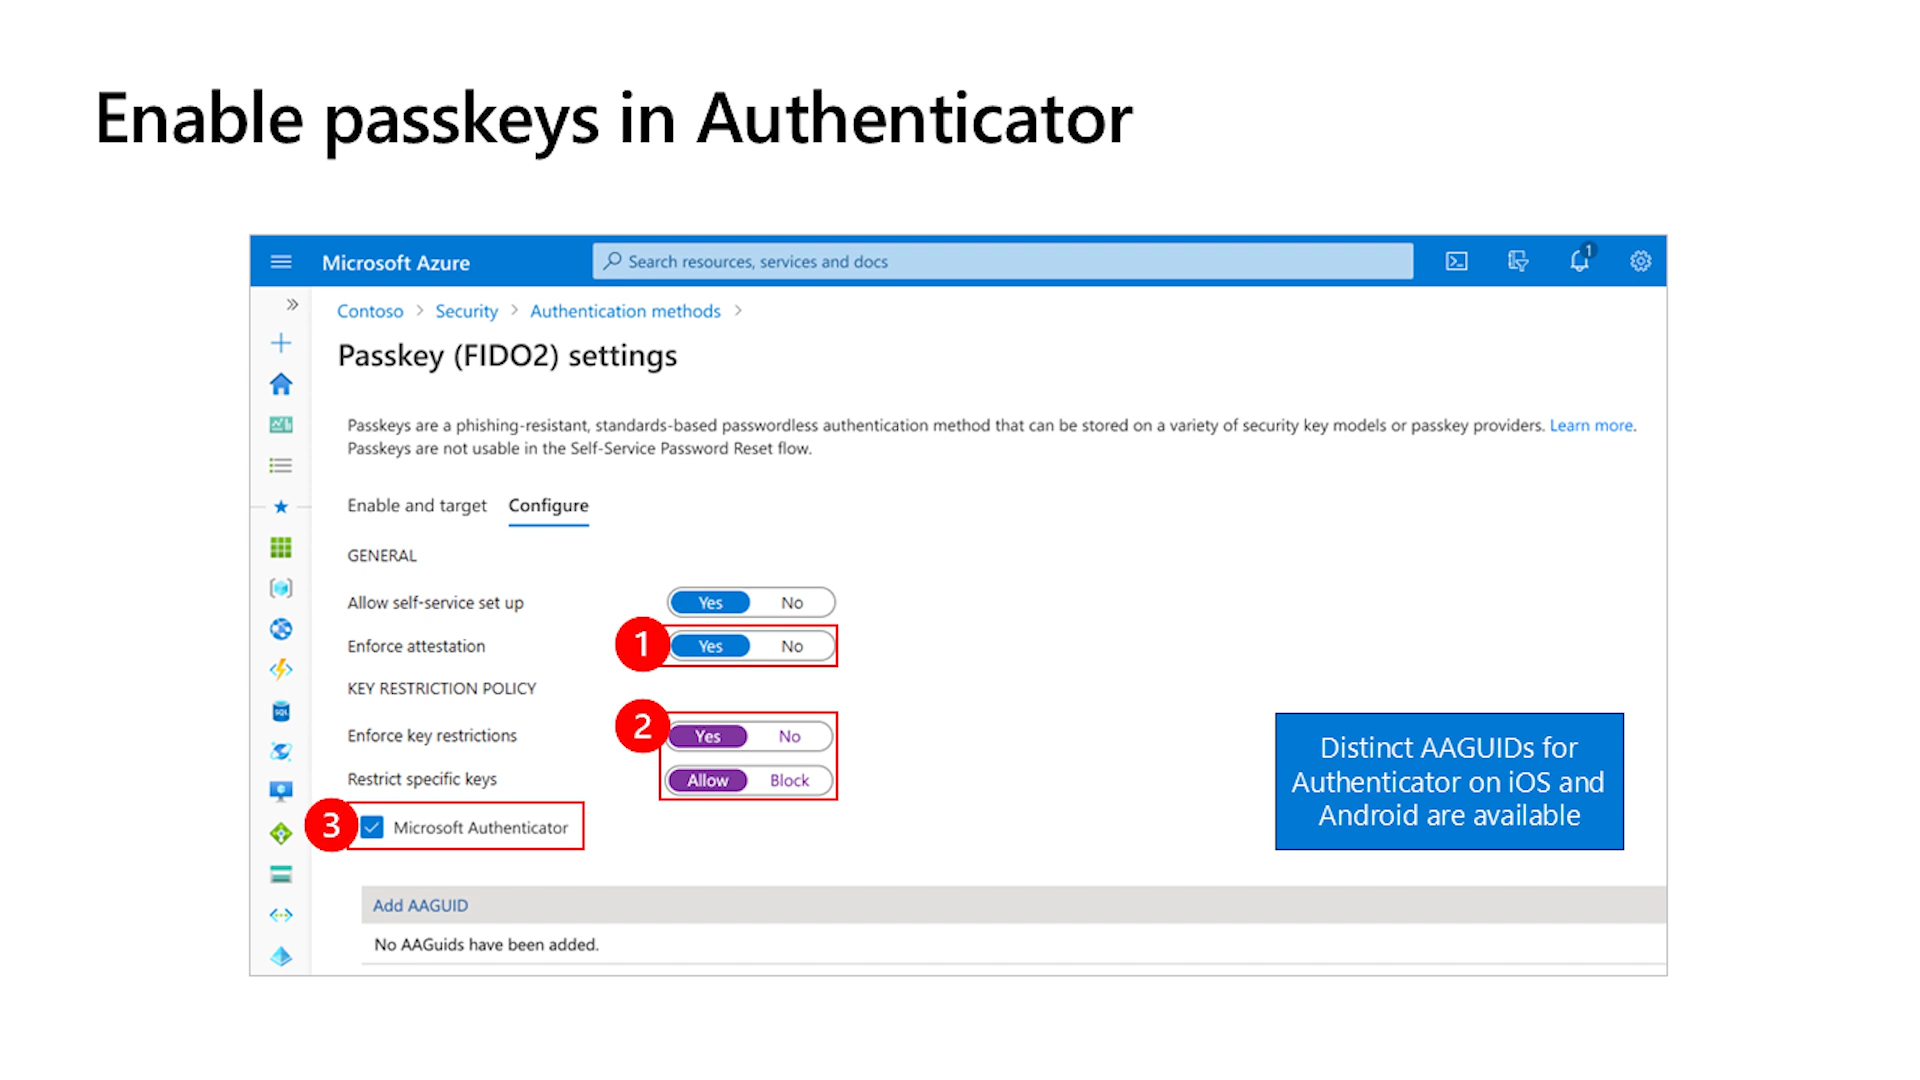 Enable passkeys in Authenticator
Microsoft Azure
Search resources, services and docs
1
Contoso > Security > Authentication methods >
Passkey (FIDO2) settings
Passkeys are a phishing-resistant, standards-based passwordless authentication method that can be stored on a variety of security key models or passkey providers. Learn more.
Passkeys are not usable in the Self-Service Password Reset flow.
Enable and target Configure
GENERAL
Allow self-service set up Yes No
Enforce attestation 1 Yes No
KEY RESTRICTION POLICY
Enforce key restrictions 2 Yes No
Restrict specific keys Allow Block
3 Microsoft Authenticator
Distinct AAGUIDs for
Authenticator on iOS and
Android are available
Add AAGUID
No AAGuids have been added.
SQL